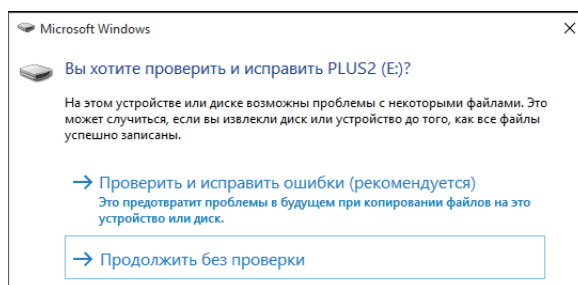 Microsoft Windows
Вы хотите проверить и исправить PLUS2 (E:)?
На этом устройстве или диске возможны проблемы с некоторыми файлами. Это
может случиться, если вы извлекли диск или устройство до того, как все файлы
успешно записаны.
Проверить и исправить ошибки (рекомендуется)
Это предотвратит проблемы в будущем при копировании файлов на это
устройство или диск.
Продолжить без проверки